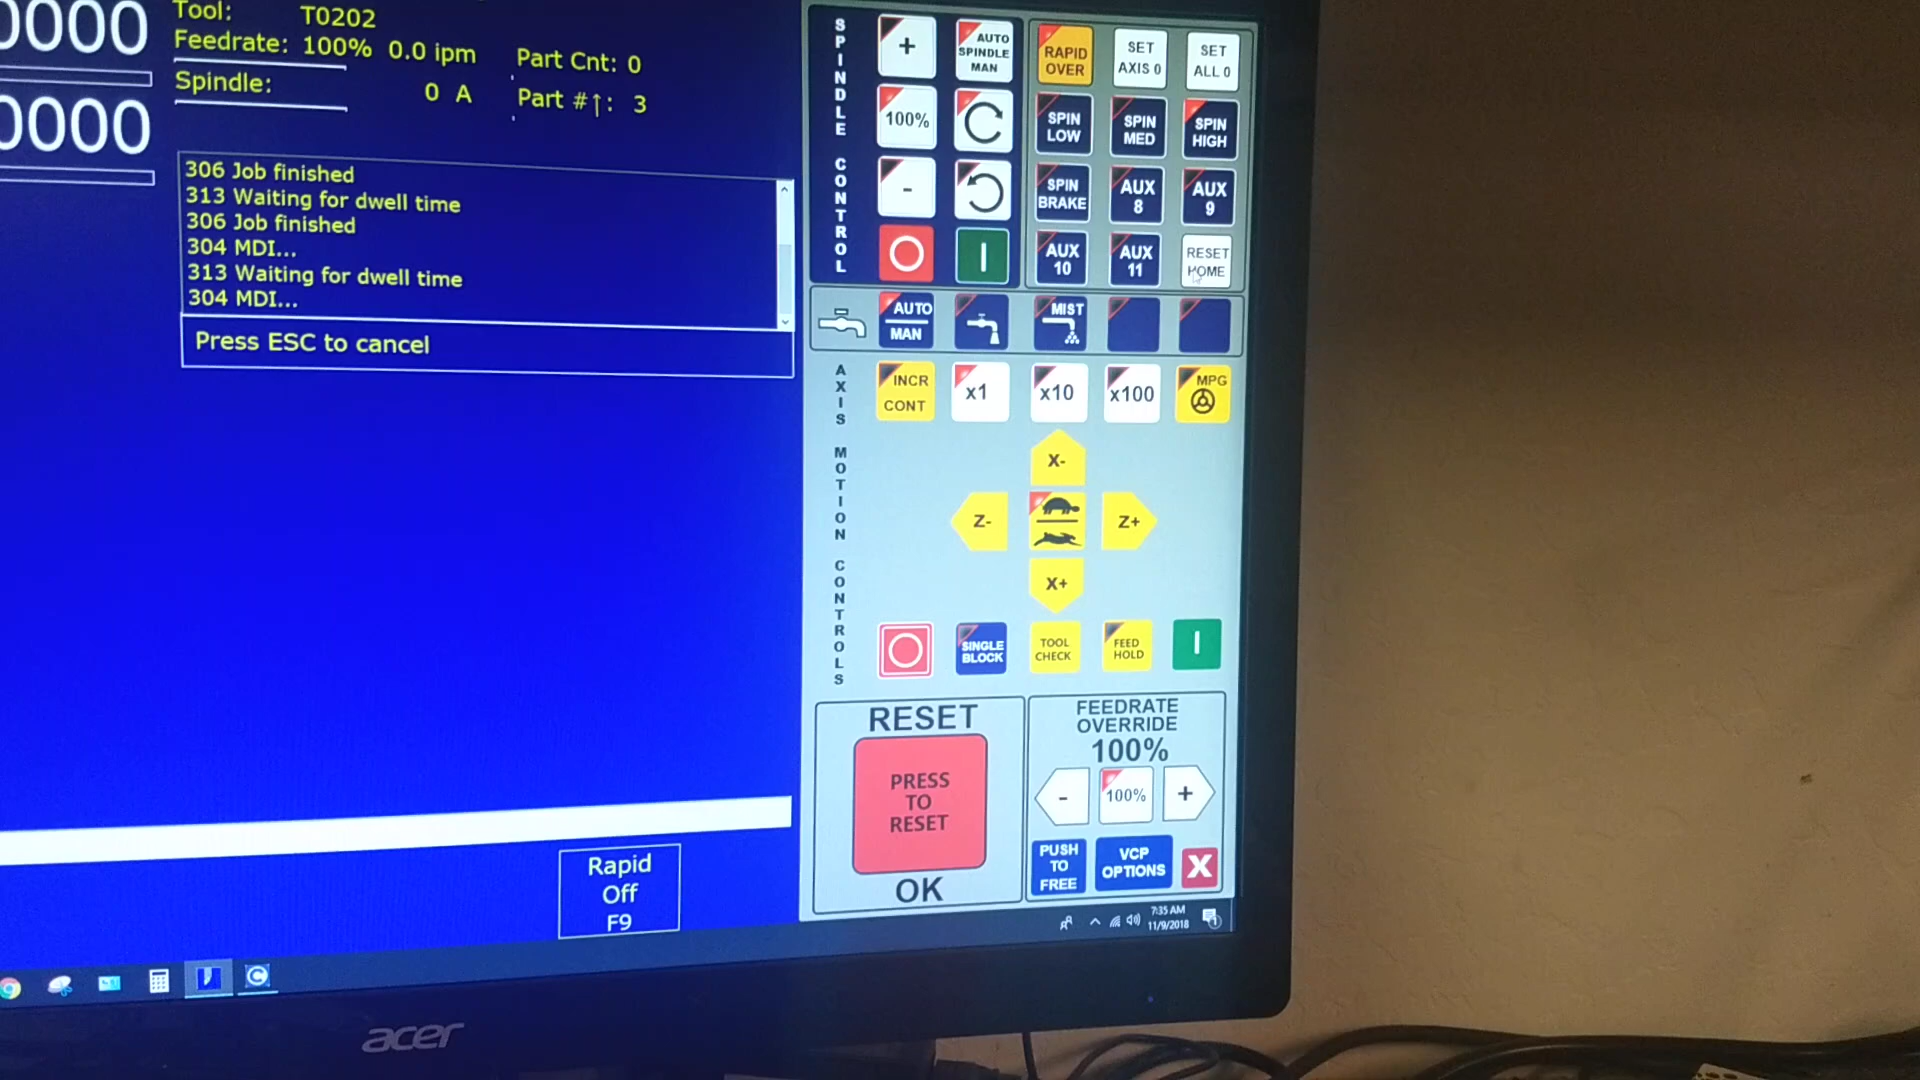 0000
0000
Tool: T0202
Feedrate: 100% 0.0 ipm
Part Cnt: 0
Spindle: 0 A
Part #↑: 3
306 Job finished
313 Waiting for dwell time
306 Job finished
304 MDI...
313 Waiting for dwell time
304 MDI...
Press ESC to cancel
Rapid
Off
F9
SPINDLE CONTROL
+
AUTO
SPINDLE
MAN
100%
-
RAPID
OVER
SET
AXIS 0
SET
ALL 0
SPIN
LOW
SPIN
MED
SPIN
HIGH
SPIN
BRAKE
AUX
8
AUX
9
AUX
10
AUX
11
RESET
HOME
AUTO
MAN
MIST
AXIS MOTION CONTROLS
INCR
CONT
x1
x10
x100
MPG
X-
Z-
Z+
X+
SINGLE
BLOCK
TOOL
CHECK
FEED
HOLD
RESET
PRESS
TO
RESET
OK
FEEDRATE
OVERRIDE
100%
-
100%
+
PUSH
TO
FREE
VCP
OPTIONS
X
7:35 AM
11/9/2018
acer